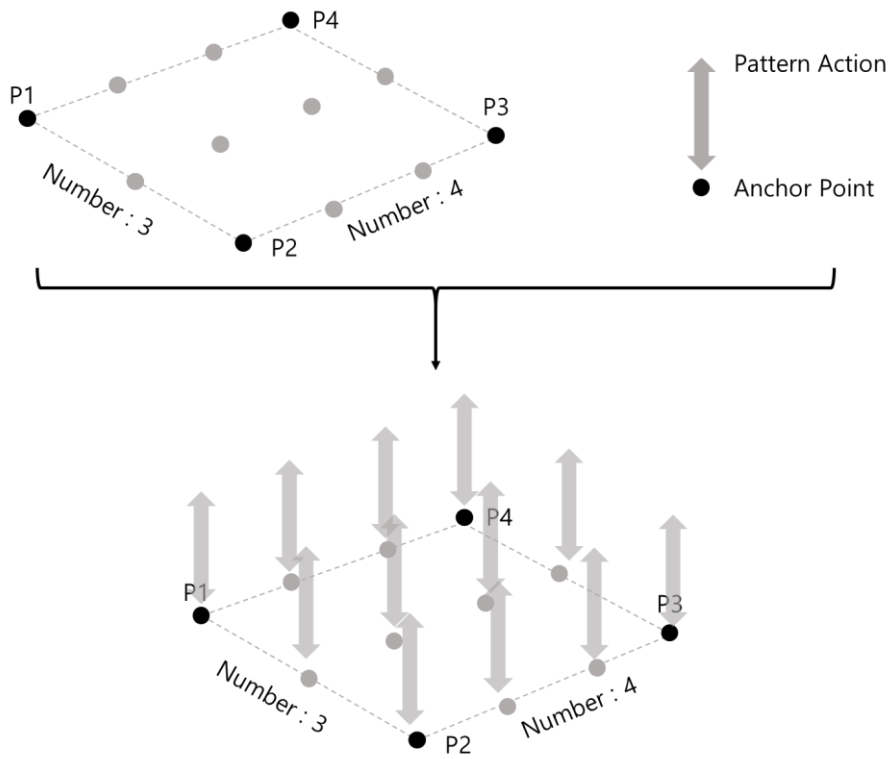 P4
Pattern Action
P1
P3
Anchor Point
Number : 3
Number : 4
P2
P4
P1
P3
Number : 3
Number : 4
P2